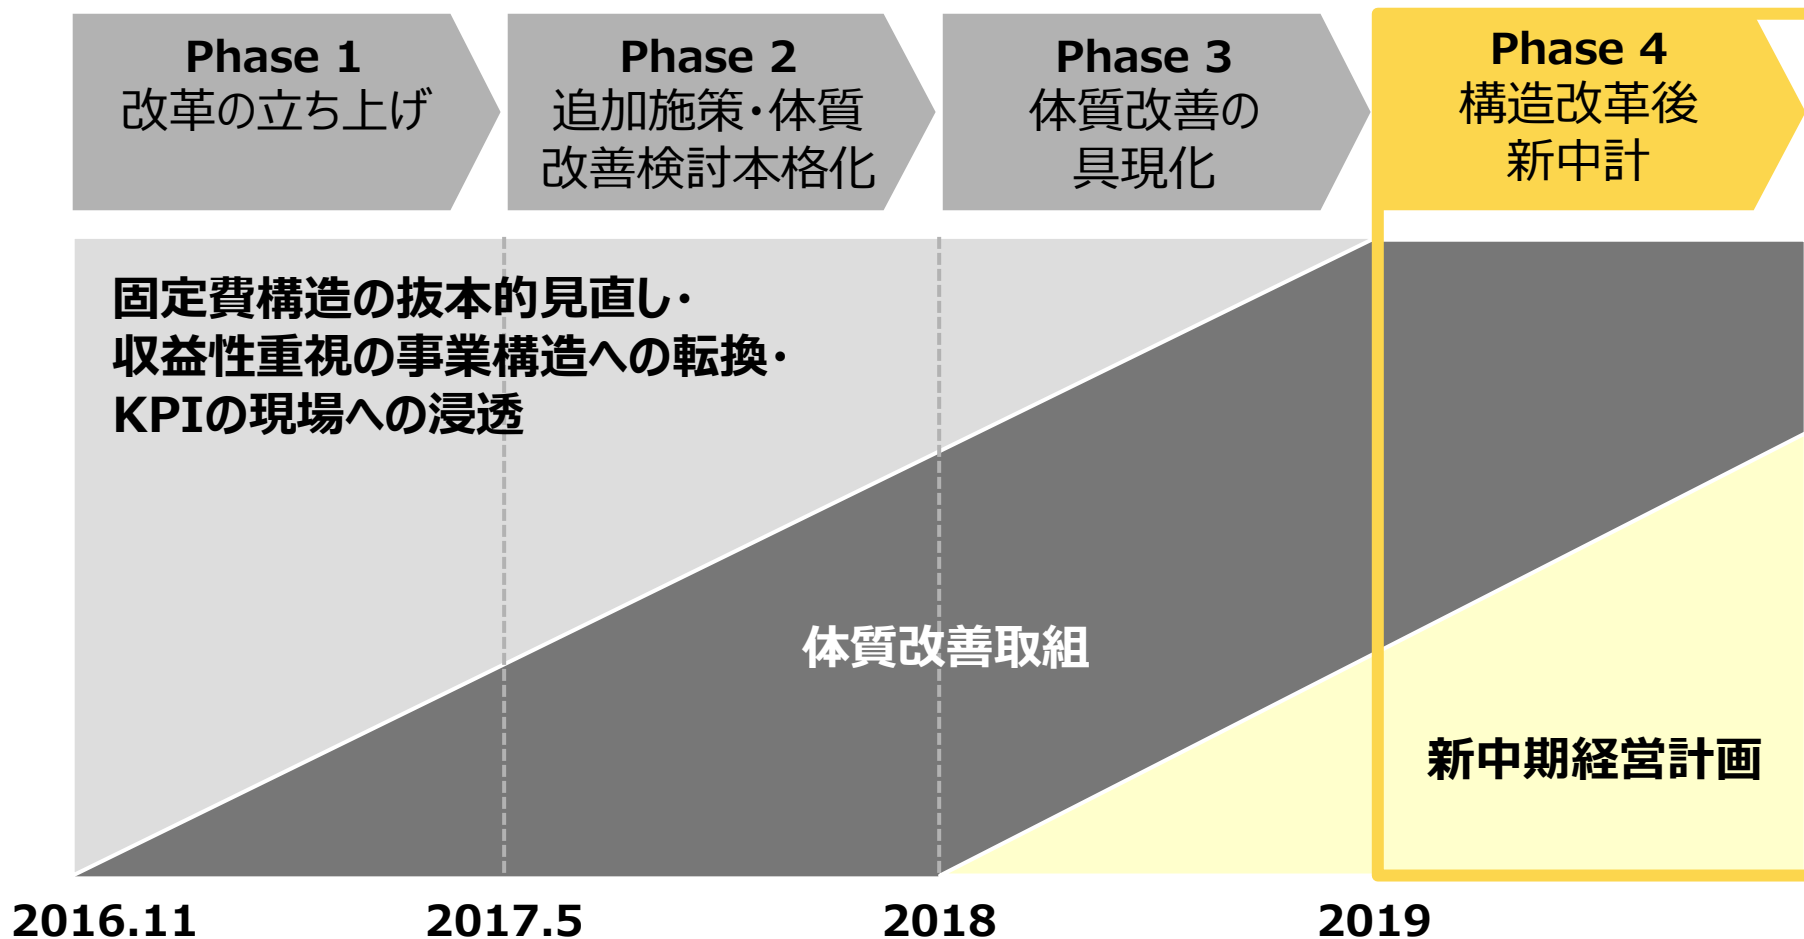 Phase 1
改革の立ち上げ
Phase 2
追加施策・体質
改善検討本格化
Phase 3
体質改善の
具現化
Phase 4
構造改革後
新中計
固定費構造の抜本的見直し・
収益性重視の事業構造への転換・
KPIの現場への浸透
体質改善取組
新中期経営計画
2016.11
2017.5
2018
2019